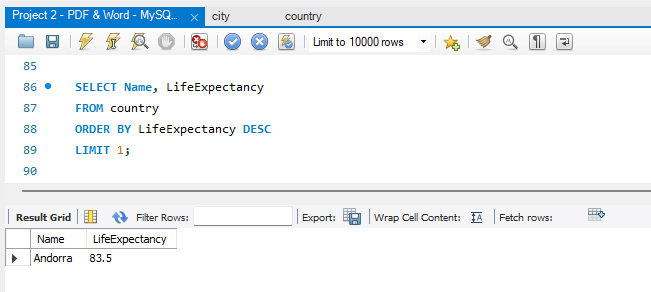 Project 2 - PDF & Word - MySQ... × city country
Limit to 10000 rows
85
86 SELECT Name, LifeExpectancy
87 FROM country
88 ORDER BY LifeExpectancy DESC
89 LIMIT 1;
90
Result Grid Filter Rows: Export: Wrap Cell Content: Fetch rows:
Name LifeExpectancy
Andorra 83.5